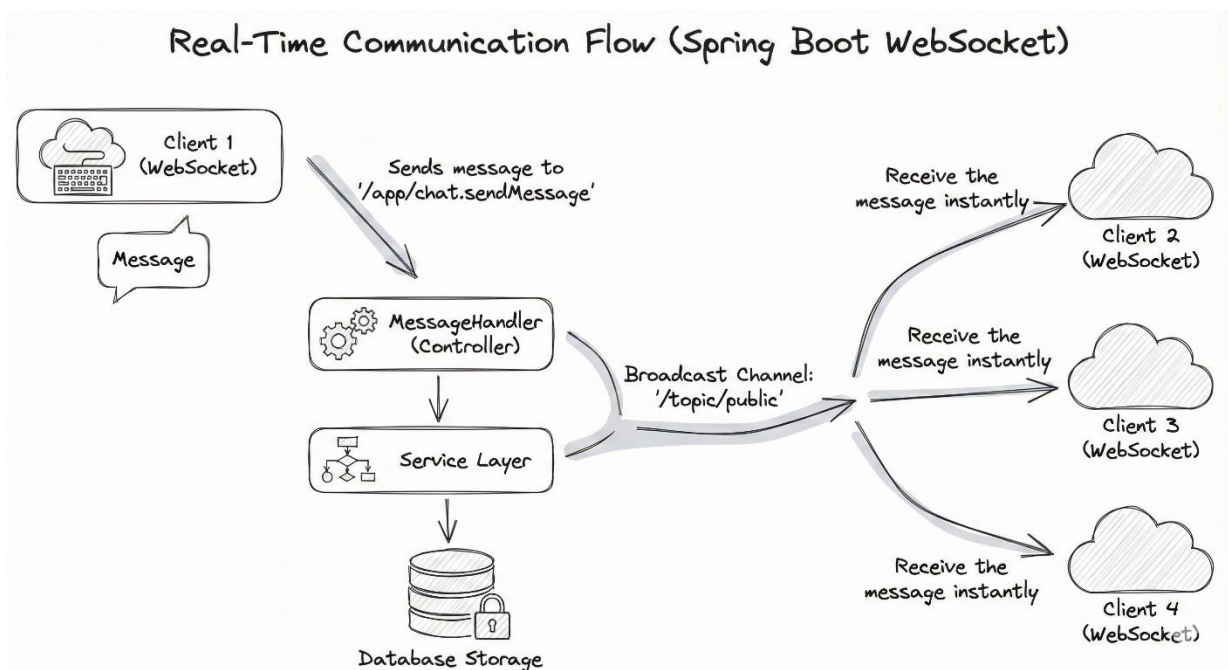 Real-Time Communication Flow (Spring Boot WebSocket)
Client 1
(WebSocket)
Message
Sends message to
'/app/chat.sendMessage'
MessageHandler
(Controller)
Service Layer
Database Storage
Broadcast Channel:
'/topic/public'
Receive the
message instantly
Client 2
(WebSocket)
Receive the
message instantly
Client 3
(WebSocket)
Receive the
message instantly
Client 4
(WebSocket)